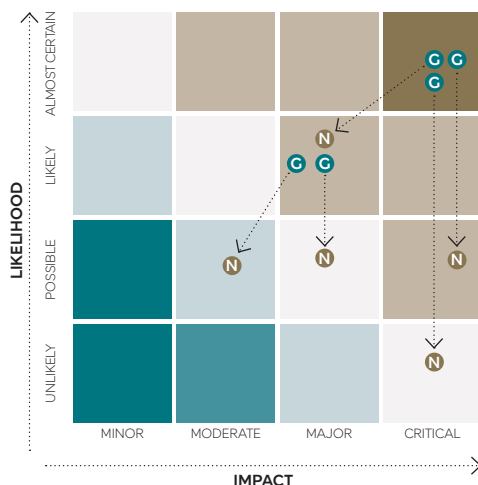 ALMOST CERTAIN
G G
G
LIKELY
N
G G
LIKELIHOOD
POSSIBLE
N N N
UNLIKELY
N
MINOR MODERATE MAJOR CRITICAL
IMPACT